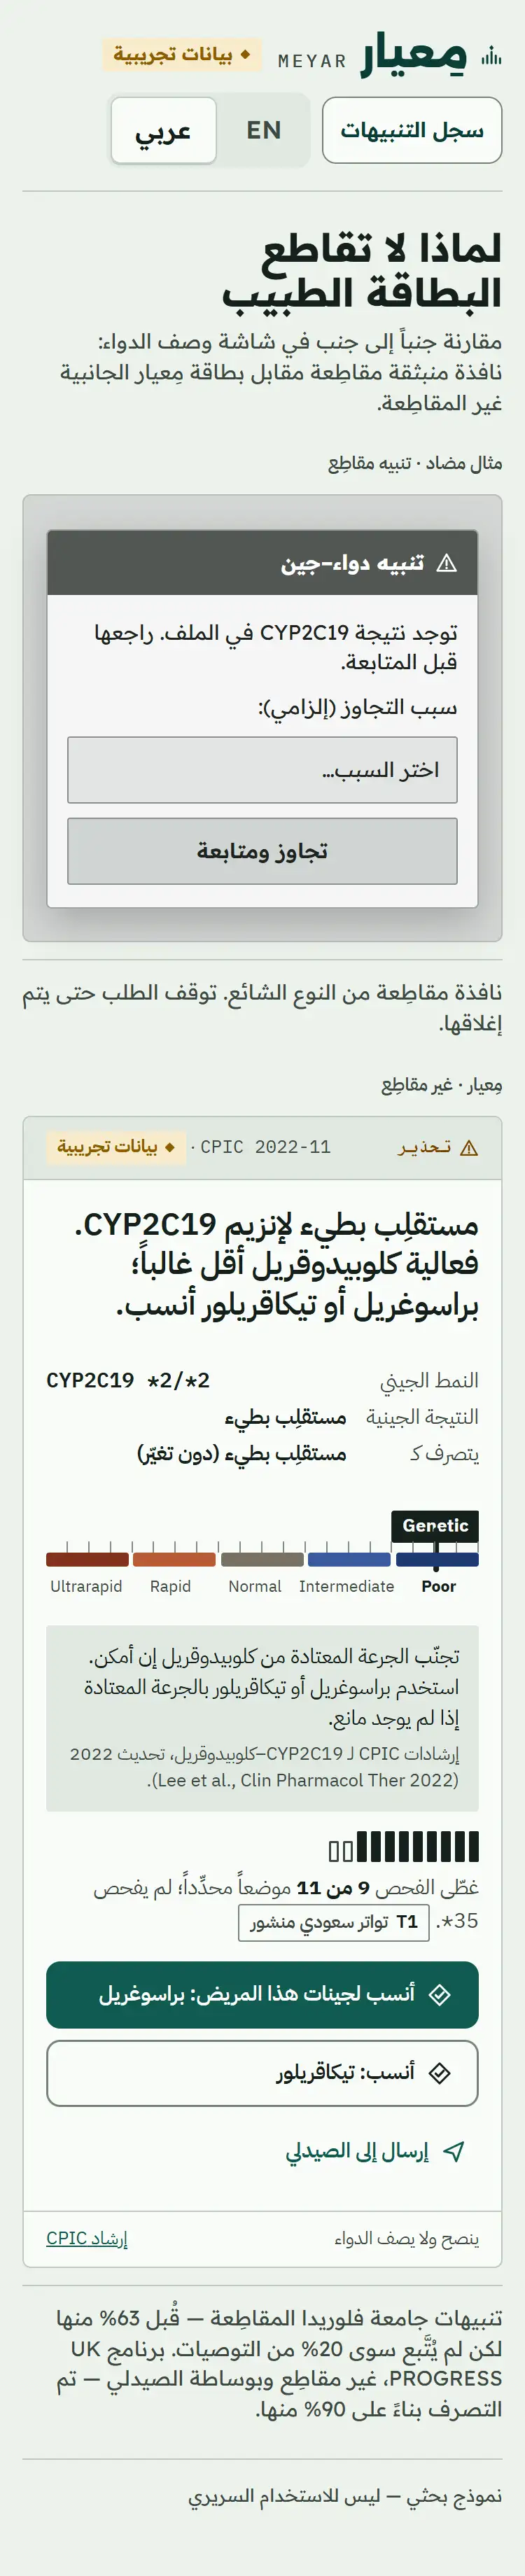 مِعيار MEYAR ◆ بيانات تجريبية
سجل التنبيهات EN عربي
لماذا لا تقاطع
البطاقة الطبيب
مقارنة جنباً إلى جنب في شاشة وصف الدواء:
نافذة منبثقة مقاطِعة مقابل بطاقة مِعيار الجانبية
غير المقاطِعة.
مثال مضاد · تنبيه مقاطِع
تنبيه دواء–جين
توجد نتيجة CYP2C19 في الملف. راجعها
قبل المتابعة.
سبب التجاوز (إلزامي):
اختر السبب...
تجاوز ومتابعة
نافذة مقاطِعة من النوع الشائع. توقف الطلب حتى يتم
إغلاقها.
مِعيار · غير مقاطِع
تـحذيـر CPIC 2022-11 · ◆ بيانات تجريبية
مستقلِب بطيء لإنزيم CYP2C19.
فعالية كلوبيدوقريل أقل غالباً؛
براسوغريل أو تيكاقريلور أنسب.
النمط الجيني CYP2C19 *2/*2
النتيجة الجينية مستقلِب بطيء
يتصرف كـ مستقلِب بطيء (دون تغيّر)
Genetic
Ultrarapid Rapid Normal Intermediate Poor
تجنّب الجرعة المعتادة من كلوبيدوقريل إن أمكن.
استخدم براسوغريل أو تيكاقريلور بالجرعة المعتادة
إذا لم يوجد مانع.
إرشادات CPIC لـ CYP2C19–كلوبيدوقريل، تحديث 2022
(Lee et al., Clin Pharmacol Ther 2022).
غطّى الفحص 9 من 11 موضعاً محدِّداً؛ لم يفحص
*35. T1 تواتر سعودي منشور
أنسب لجينات هذا المريض: براسوغريل
أنسب: تيكاقريلور
إرسال إلى الصيدلي
ينصح ولا يصف الدواء إرشاد CPIC
تنبيهات جامعة فلوريدا المقاطِعة — قُبل 63% منها
لكن لم يُتَّبع سوى 20% من التوصيات. برنامج UK
PROGRESS، غير مقاطِع وبوساطة الصيدلي — تم
التصرف بناءً على 90% منها.
نموذج بحثي — ليس للاستخدام السريري